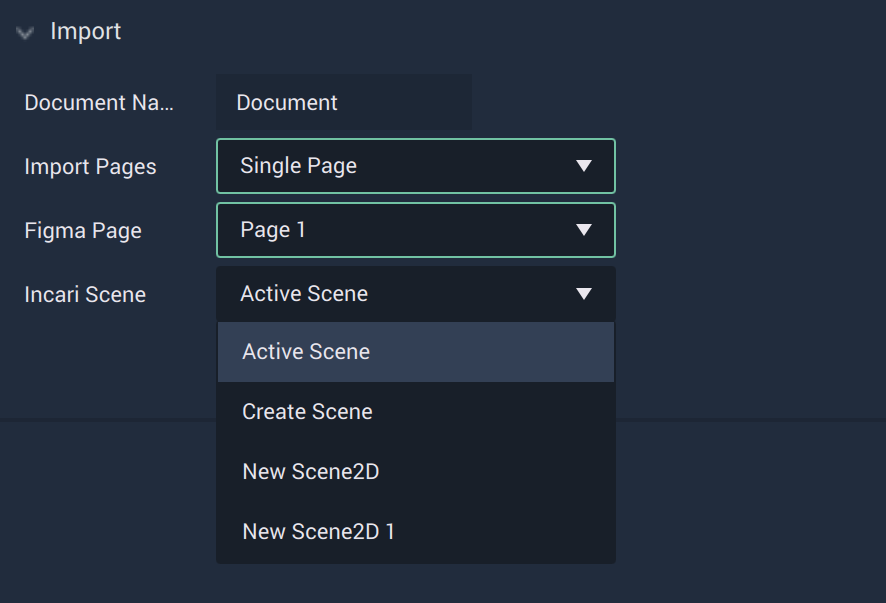 Import
Document Na... Document
Import Pages Single Page
Figma Page Page 1
Incari Scene Active Scene
Active Scene
Create Scene
New Scene2D
New Scene2D 1